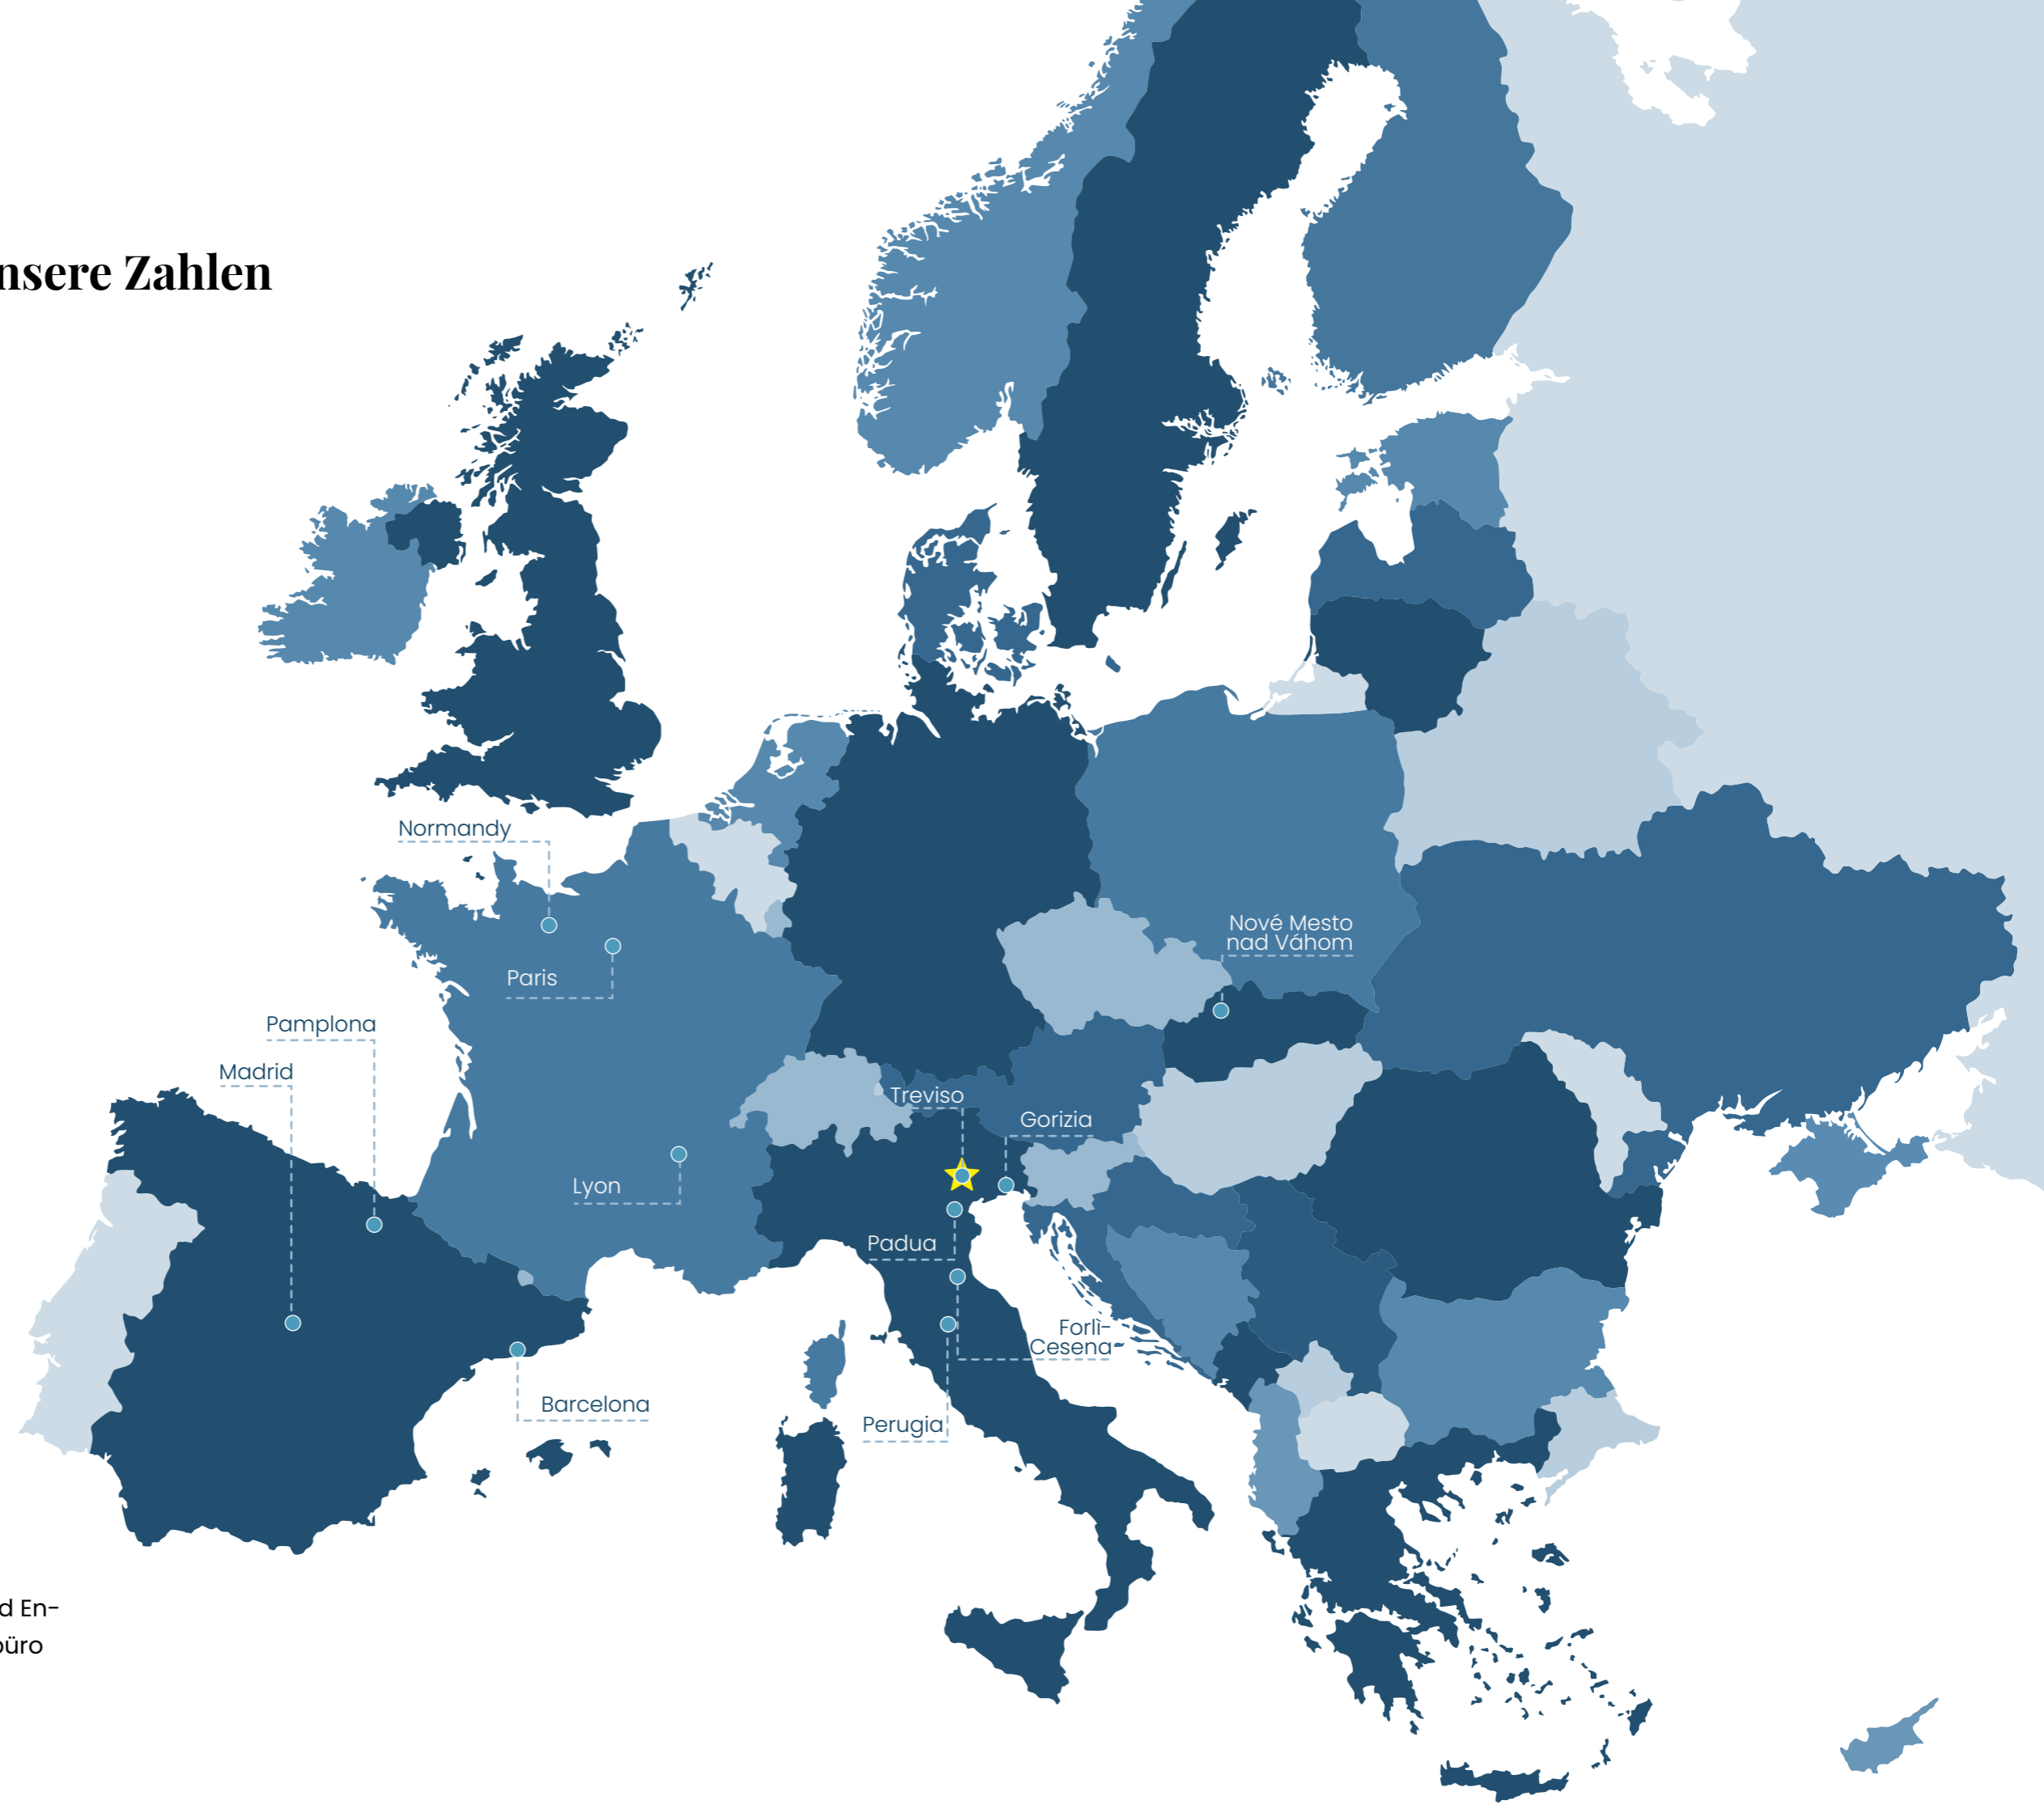 nsere Zahlen
Normandy
Nové Mesto
nad Váhom
Paris
Pamplona
Madrid
Treviso
Gorizia
Lyon
Padua
Forlì-
Cesena
Barcelona
Perugia
d En-
büro